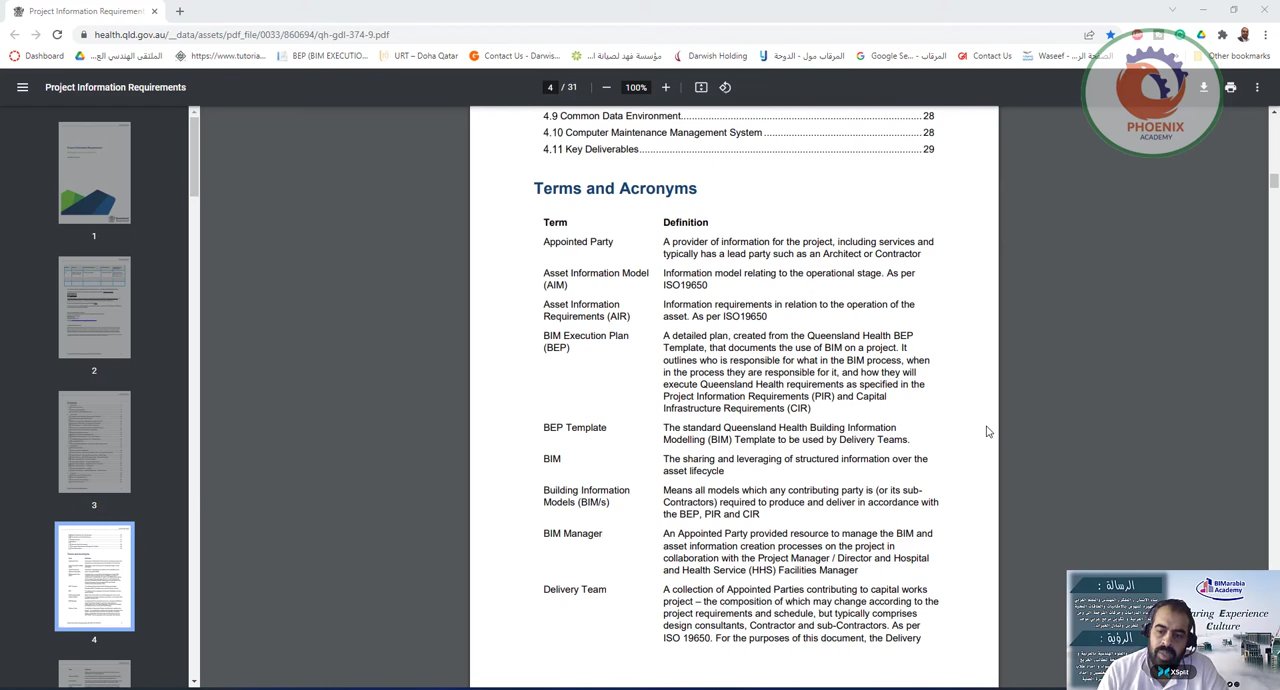 Project Information Requirement
health.qld.gov.au/__data/assets/pdf_file/0033/860694/qh-gdl-374-9.pdf
Dashboard
الملتقى الهندسي الع...
https://www.tutoria...
BEP (BIM EXECUTIO...
URT – Doha Qatar
Contact Us - Darwis...
مؤسسة فهد لصيانة ا...
Darwish Holding
المرقاب مول - الدوحة
Google Se... - المرقاب
Contact Us
Waseef - الصفحة الر...
Other bookmarks
Project Information Requirements
4 / 31
100%
PHOENIX
ACADEMY
1
2
3
4
4.9 Common Data Environment 28
4.10 Computer Maintenance Management System 28
4.11 Key Deliverables 29
Terms and Acronyms
Term Definition
Appointed Party A provider of information for the project, including services and
typically has a lead party such as an Architect or Contractor
Asset Information Model Information model relating to the operational stage. As per
(AIM) ISO19650
Asset Information Information requirements in relation to the operation of the
Requirements (AIR) asset. As per ISO19650
BIM Execution Plan A detailed plan, created from the Queensland Health BEP
(BEP) Template, that documents the use of BIM on a project. It
outlines who is responsible for what in the BIM process, when
in the process they are responsible for it, and how they will
execute Queensland Health requirements as specified in the
Project Information Requirements (PIR) and Capital
Infrastructure Requirements (CIR)
BEP Template The standard Queensland Health Building Information
Modelling (BIM) Template to be used by Delivery Teams.
BIM The sharing and leveraging of structured information over the
asset lifecycle
Building Information Means all models which any contributing party is (or its sub-
Models (BIM/s) Contractors) required to produce and deliver in accordance with
the BEP, PIR and CIR
BIM Manager An Appointed Party provided resource to manage the BIM and
asset information creation processes on the project in
collaboration with the Project Manager / Director and Hospital
and Health Service (HHS) Facilities Manager
Delivery Team A collection of Appointed Parties contributing to capital works
project – the composition of which may change according to the
project requirements and schedule, but typically comprises
design consultants, Contractor and sub-Contractors. As per
ISO 19650. For the purposes of this document, the Delivery
الرسالة :
الرؤية :
BIMarabia
Academy
Sharing Experience
Culture
XSplit